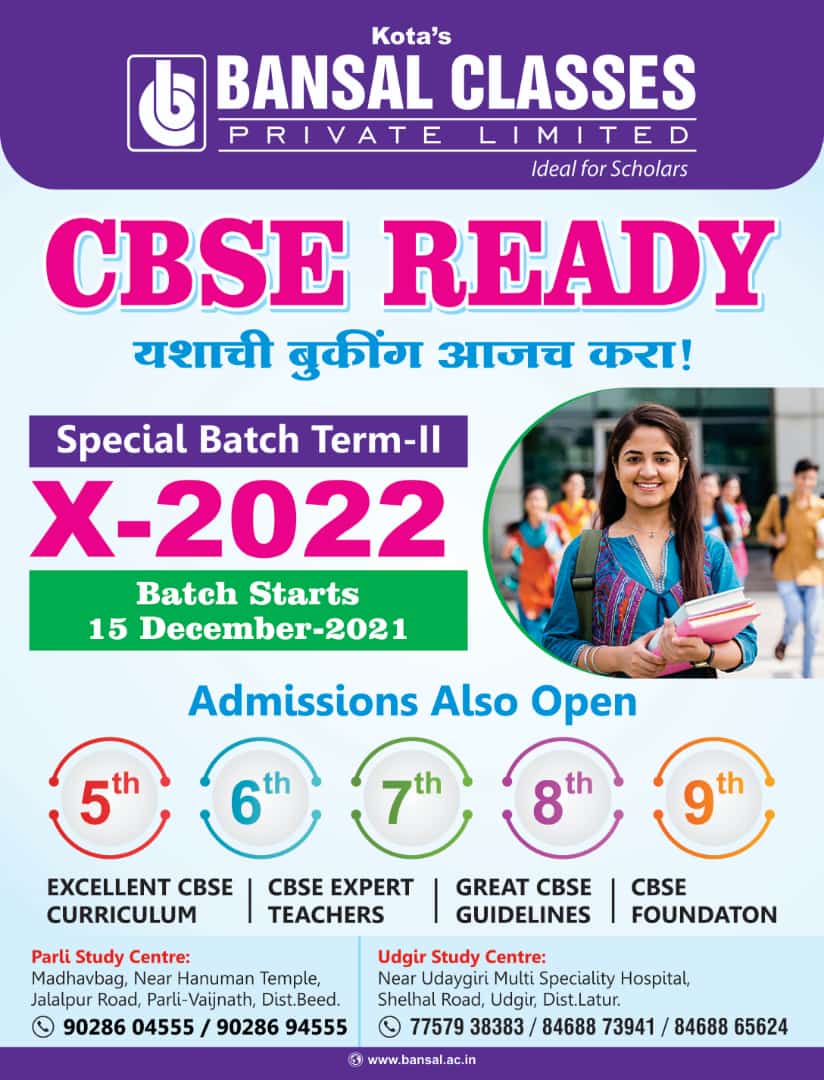 Kota's
BANSAL CLASSES
PRIVATE LIMITED
Ideal for Scholars
CBSE READY
यशाची बुकींग आजच करा!
Special Batch Term-II
X-2022
Batch Starts
15 December-2021
Admissions Also Open
5th 6th 7th 8th 9th
EXCELLENT CBSE CURRICULUM | CBSE EXPERT TEACHERS | GREAT CBSE GUIDELINES | CBSE FOUNDATON
Parli Study Centre:
Madhavbag, Near Hanuman Temple,
Jalalpur Road, Parli-Vaijnath, Dist.Beed.
90286 04555 / 90286 94555
Udgir Study Centre:
Near Udaygiri Multi Speciality Hospital,
Shelhal Road, Udgir, Dist.Latur.
77579 38383 / 84688 73941 / 84688 65624
www.bansal.ac.in